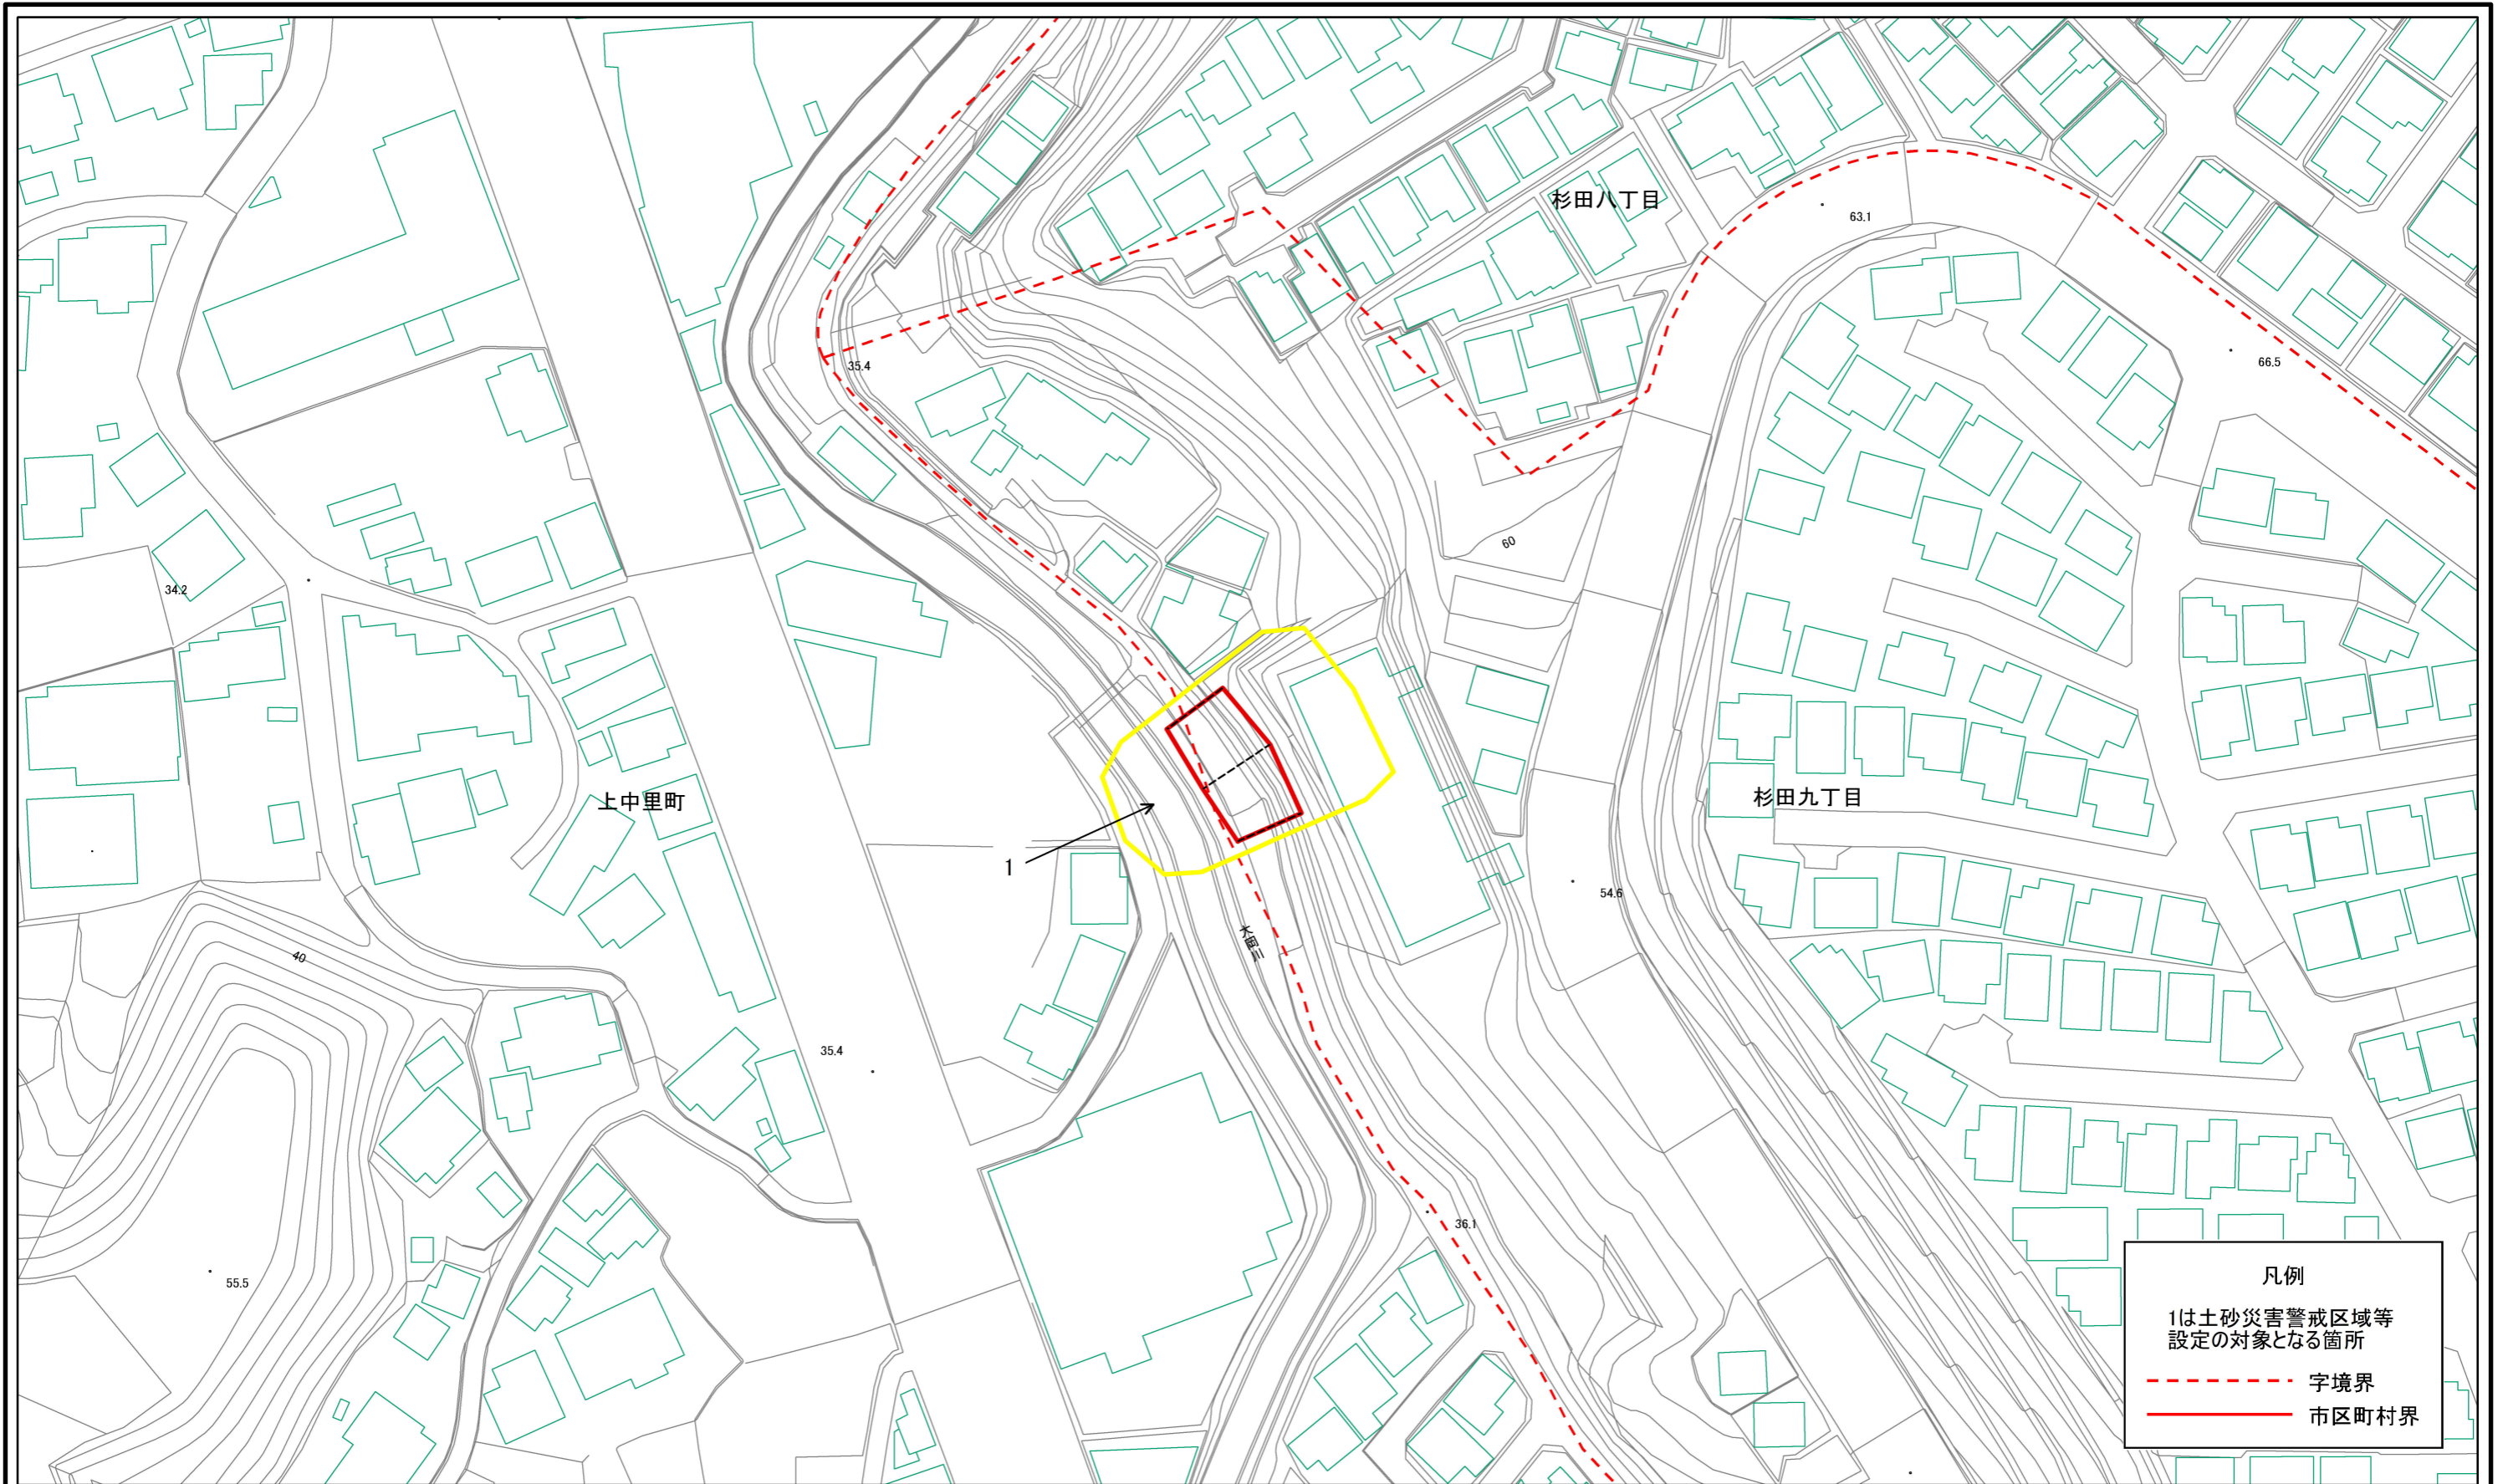 杉田八丁目
63.1
66.5
35.4
60
34.2
上中里町
杉田九丁目
1
54.6
大岡川
40
35.4
36.1
55.5
凡例
1は土砂災害警戒区域等
設定の対象となる箇所
字境界
市区町村界